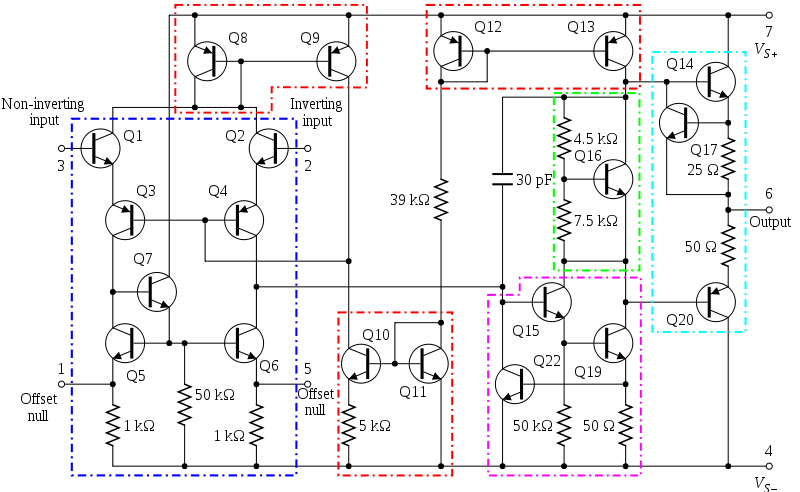 Q8
Q9
Q12
Q13
7
V_S+
Q14
Non-inverting
input
Q1
Q2
Inverting
input
3
2
4.5 kΩ
Q16
Q17
25 Ω
30 pF
Q3
Q4
39 kΩ
6
Output
7.5 kΩ
50 Ω
Q7
Q15
Q20
Q10
1
Q5
Q6
5
Q22
Q19
Offset
null
50 kΩ
Offset
null
Q11
1 kΩ
1 kΩ
5 kΩ
50 kΩ
50 Ω
4
V_S−